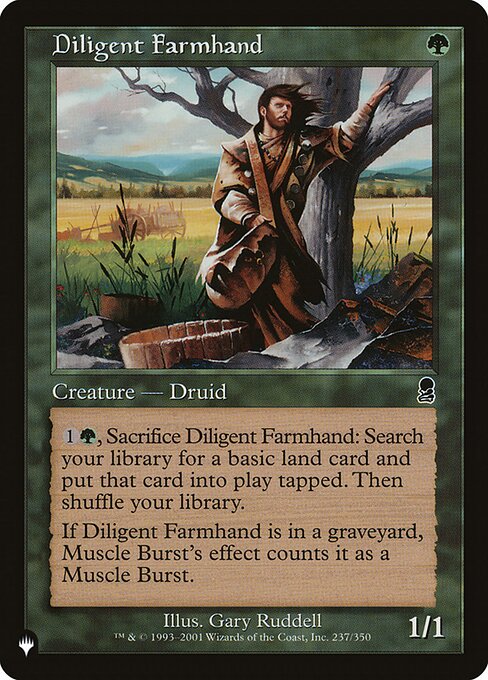 Diligent Farmhand
Creature — Druid
1, Sacrifice Diligent Farmhand: Search
your library for a basic land card and
put that card into play tapped. Then
shuffle your library.
If Diligent Farmhand is in a graveyard,
Muscle Burst's effect counts it as a
Muscle Burst.
Illus. Gary Ruddell
™ & © 1993–2001 Wizards of the Coast, Inc. 237/350
1/1